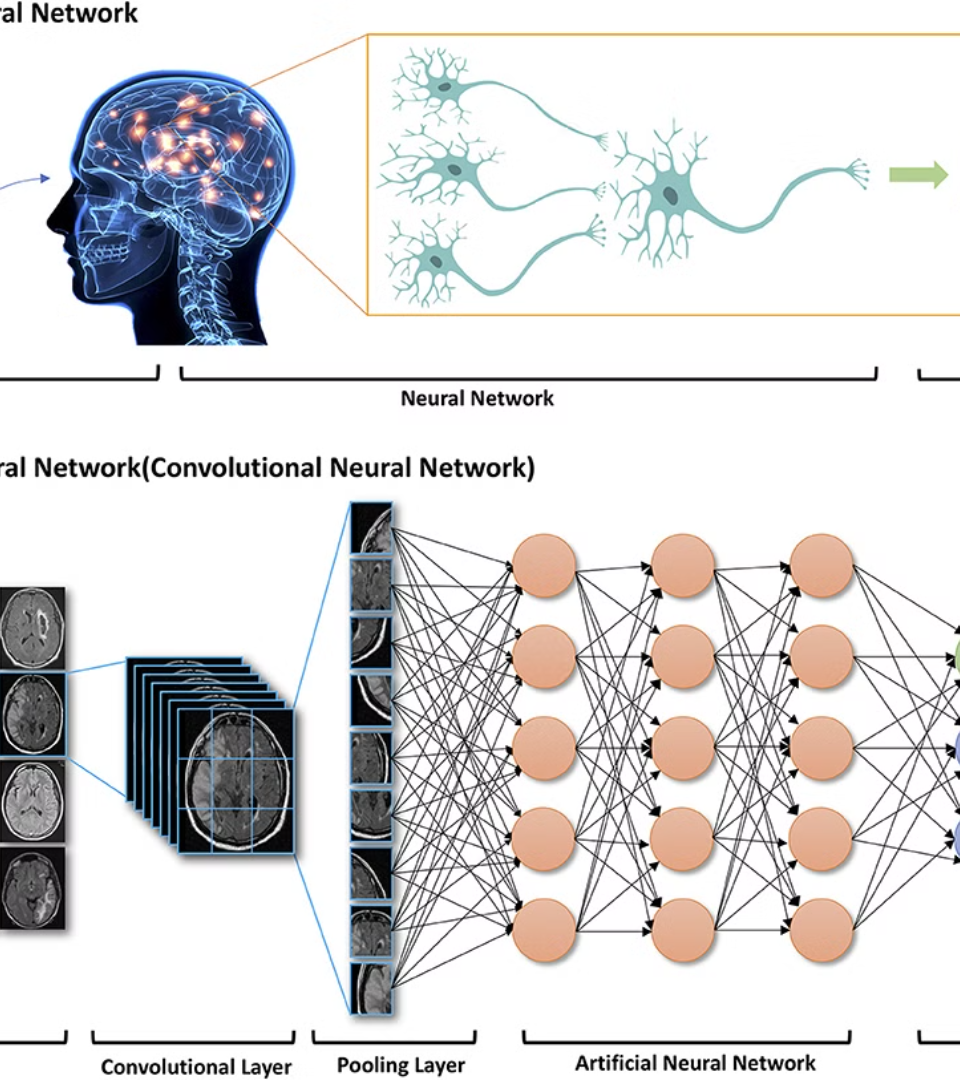 ral Network
Neural Network
ral Network(Convolutional Neural Network)
Convolutional Layer
Pooling Layer
Artificial Neural Network